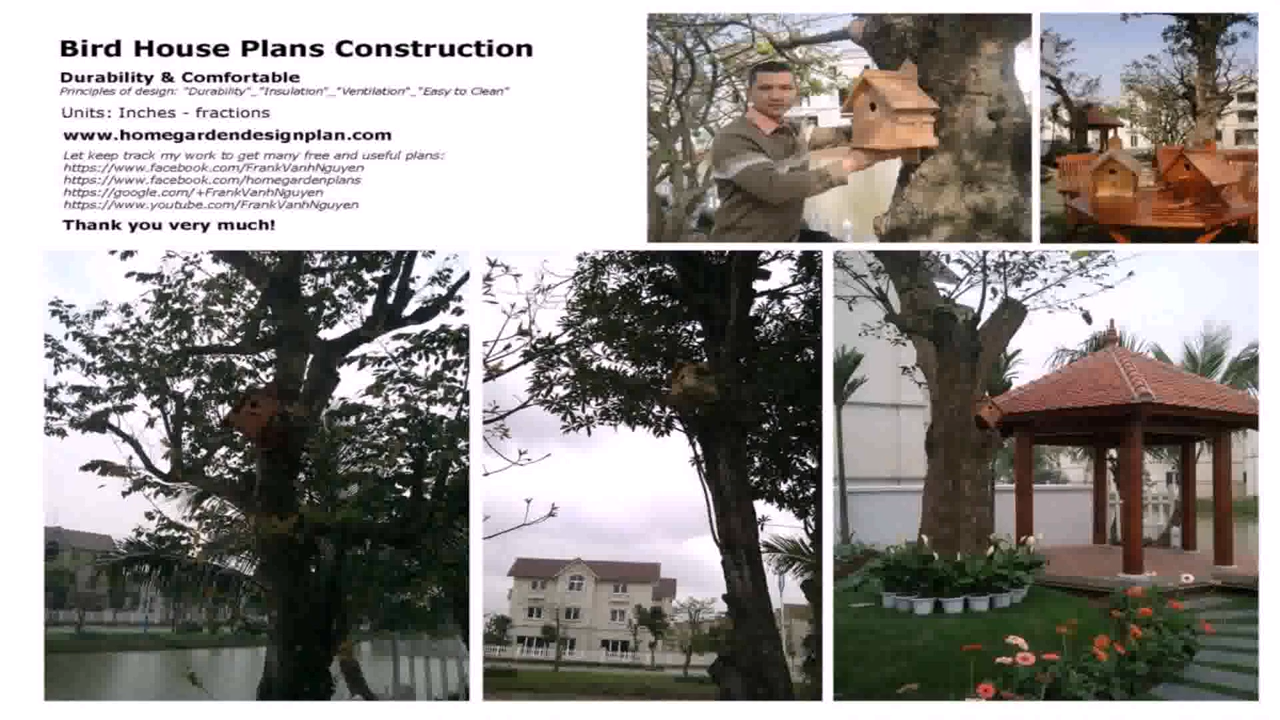 Bird House Plans Construction
Durability & Comfortable
Principles of design: "Durability"_"Insulation"_"Ventilation"_"Easy to Clean"
Units: Inches - fractions
www.homegardendesignplan.com
Let keep track my work to get many free and useful plans:
https://www.facebook.com/FrankVanhNguyen
https://www.facebook.com/homegardenplans
https://google.com/+FrankVanhNguyen
https://www.youtube.com/FrankVanhNguyen
Thank you very much!